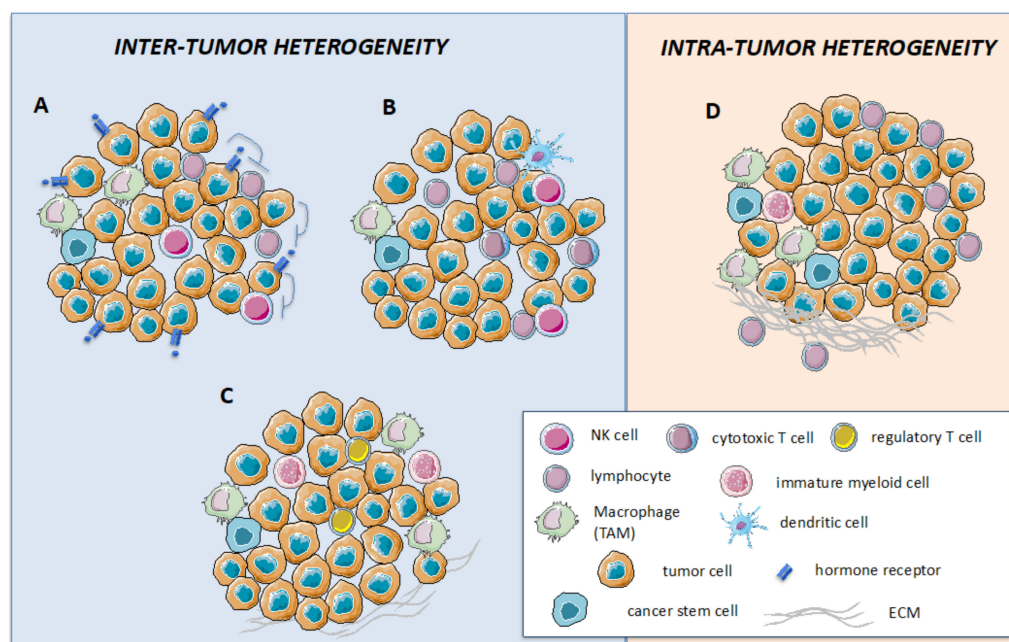 INTER-TUMOR HETEROGENEITY
INTRA-TUMOR HETEROGENEITY
A
B
D
C
NK cell
cytotoxic T cell
regulatory T cell
lymphocyte
immature myeloid cell
Macrophage
(TAM)
dendritic cell
tumor cell
hormone receptor
cancer stem cell
ECM